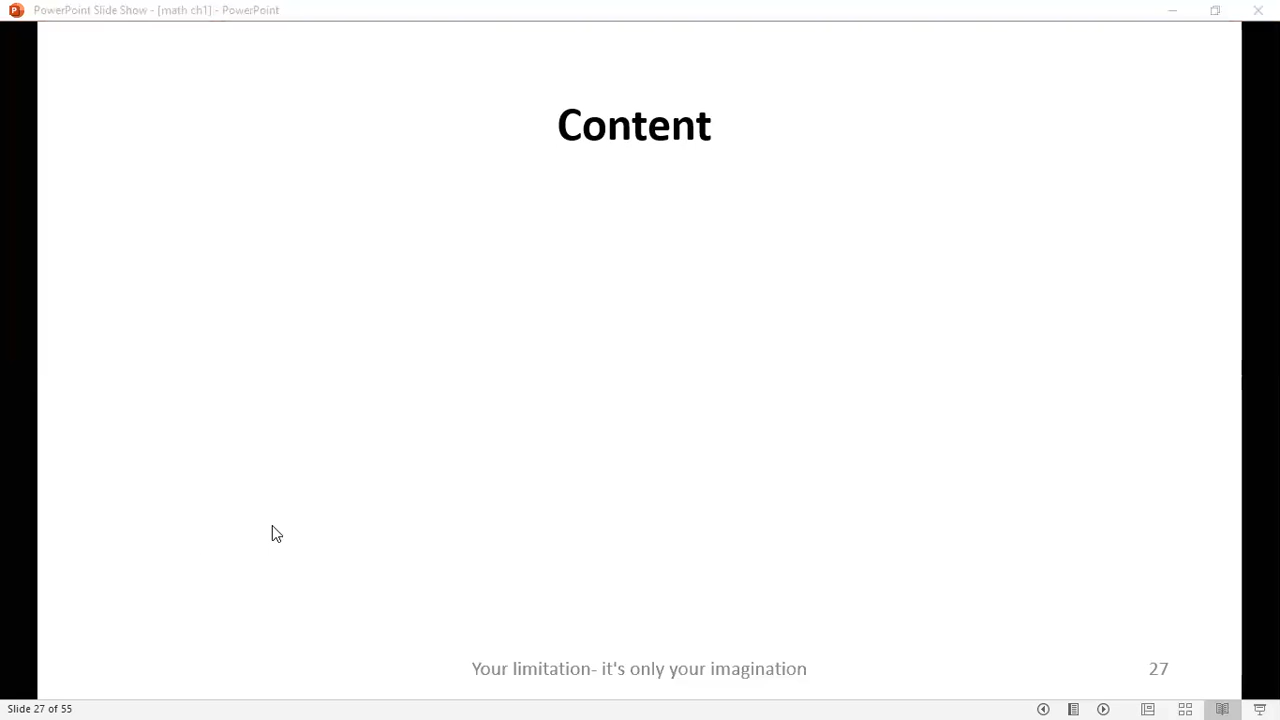 PowerPoint Slide Show - [math ch1] - PowerPoint
Content
Your limitation- it's only your imagination
27
Slide 27 of 55